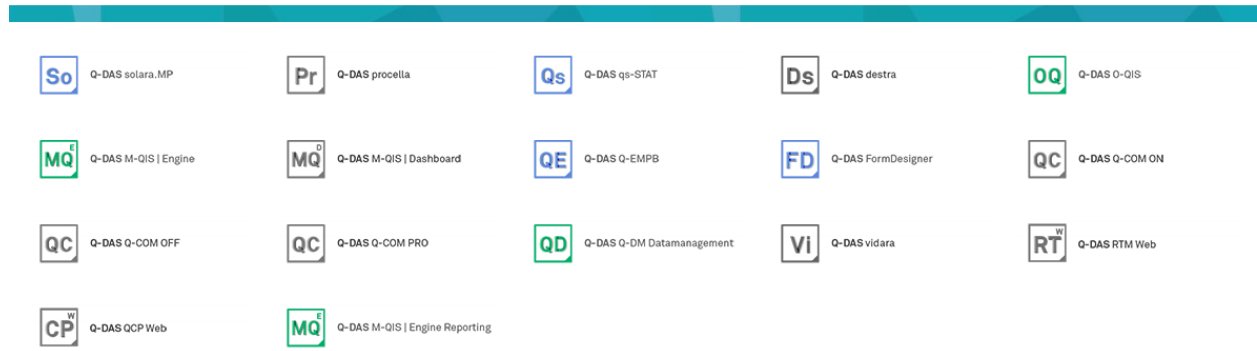 So Q-DAS solara.MP
Pr Q-DAS procella
Qs Q-DAS qs-STAT
Ds Q-DAS destra
OQ Q-DAS O-QIS
MQ E Q-DAS M-QIS | Engine
MQ D Q-DAS M-QIS | Dashboard
QE Q-DAS Q-EMPB
FD Q-DAS FormDesigner
QC Q-DAS Q-COM ON
QC Q-DAS Q-COM OFF
QC Q-DAS Q-COM PRO
QD Q-DAS Q-DM Datamanagement
Vi Q-DAS vidara
RT W Q-DAS RTM Web
CP W Q-DAS QCP Web
MQ E Q-DAS M-QIS | Engine Reporting